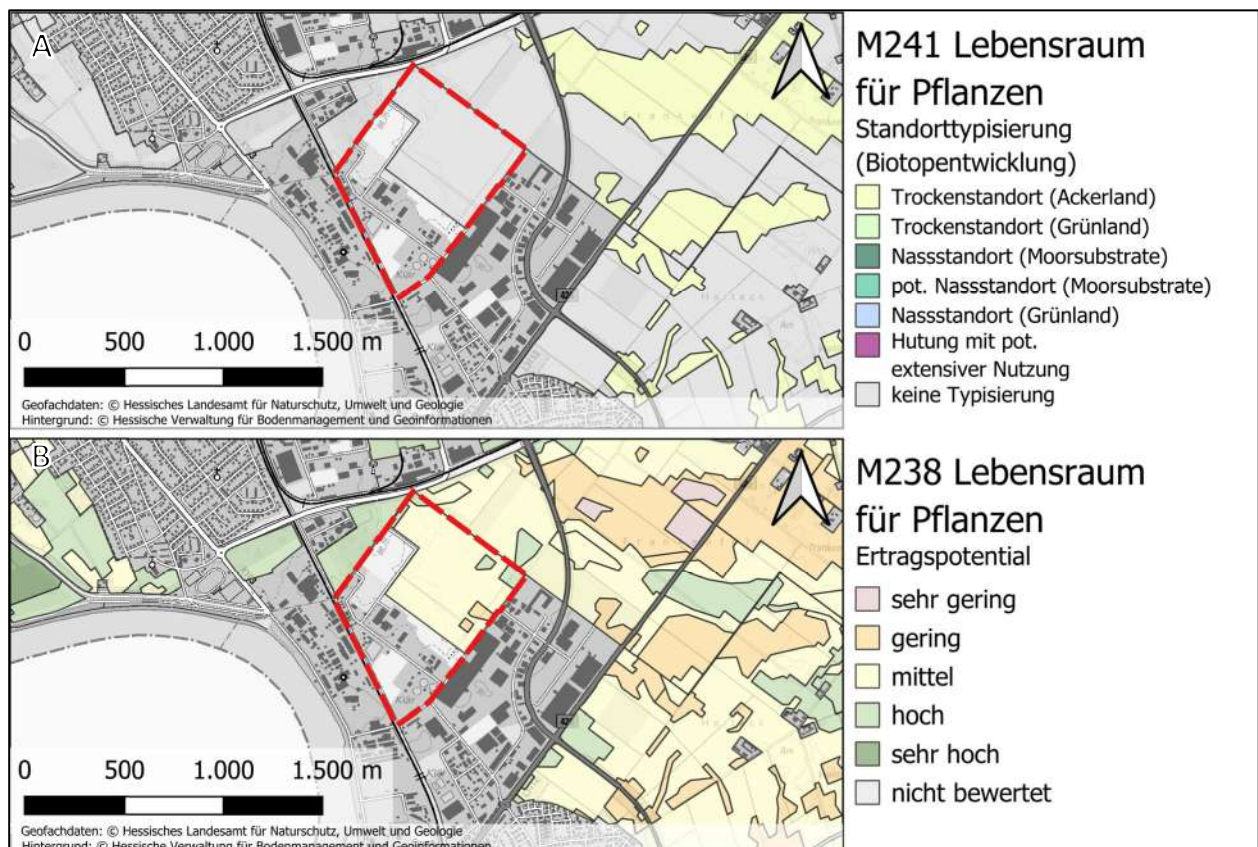 A
M241 Lebensraum
für Pflanzen
Standorttypisierung
(Biotopentwicklung)
Trockenstandort (Ackerland)
Trockenstandort (Grünland)
Nassstandort (Moorsubstrate)
pot. Nassstandort (Moorsubstrate)
Nassstandort (Grünland)
Hutung mit pot.
extensiver Nutzung
keine Typisierung
0 500 1.000 1.500 m
Geofachdaten: © Hessisches Landesamt für Naturschutz, Umwelt und Geologie
Hintergrund: © Hessische Verwaltung für Bodenmanagement und Geoinformationen
B
M238 Lebensraum
für Pflanzen
Ertragspotential
sehr gering
gering
mittel
hoch
sehr hoch
nicht bewertet
0 500 1.000 1.500 m
Geofachdaten: © Hessisches Landesamt für Naturschutz, Umwelt und Geologie
Hintergrund: © Hessische Verwaltung für Bodenmanagement und Geoinformationen